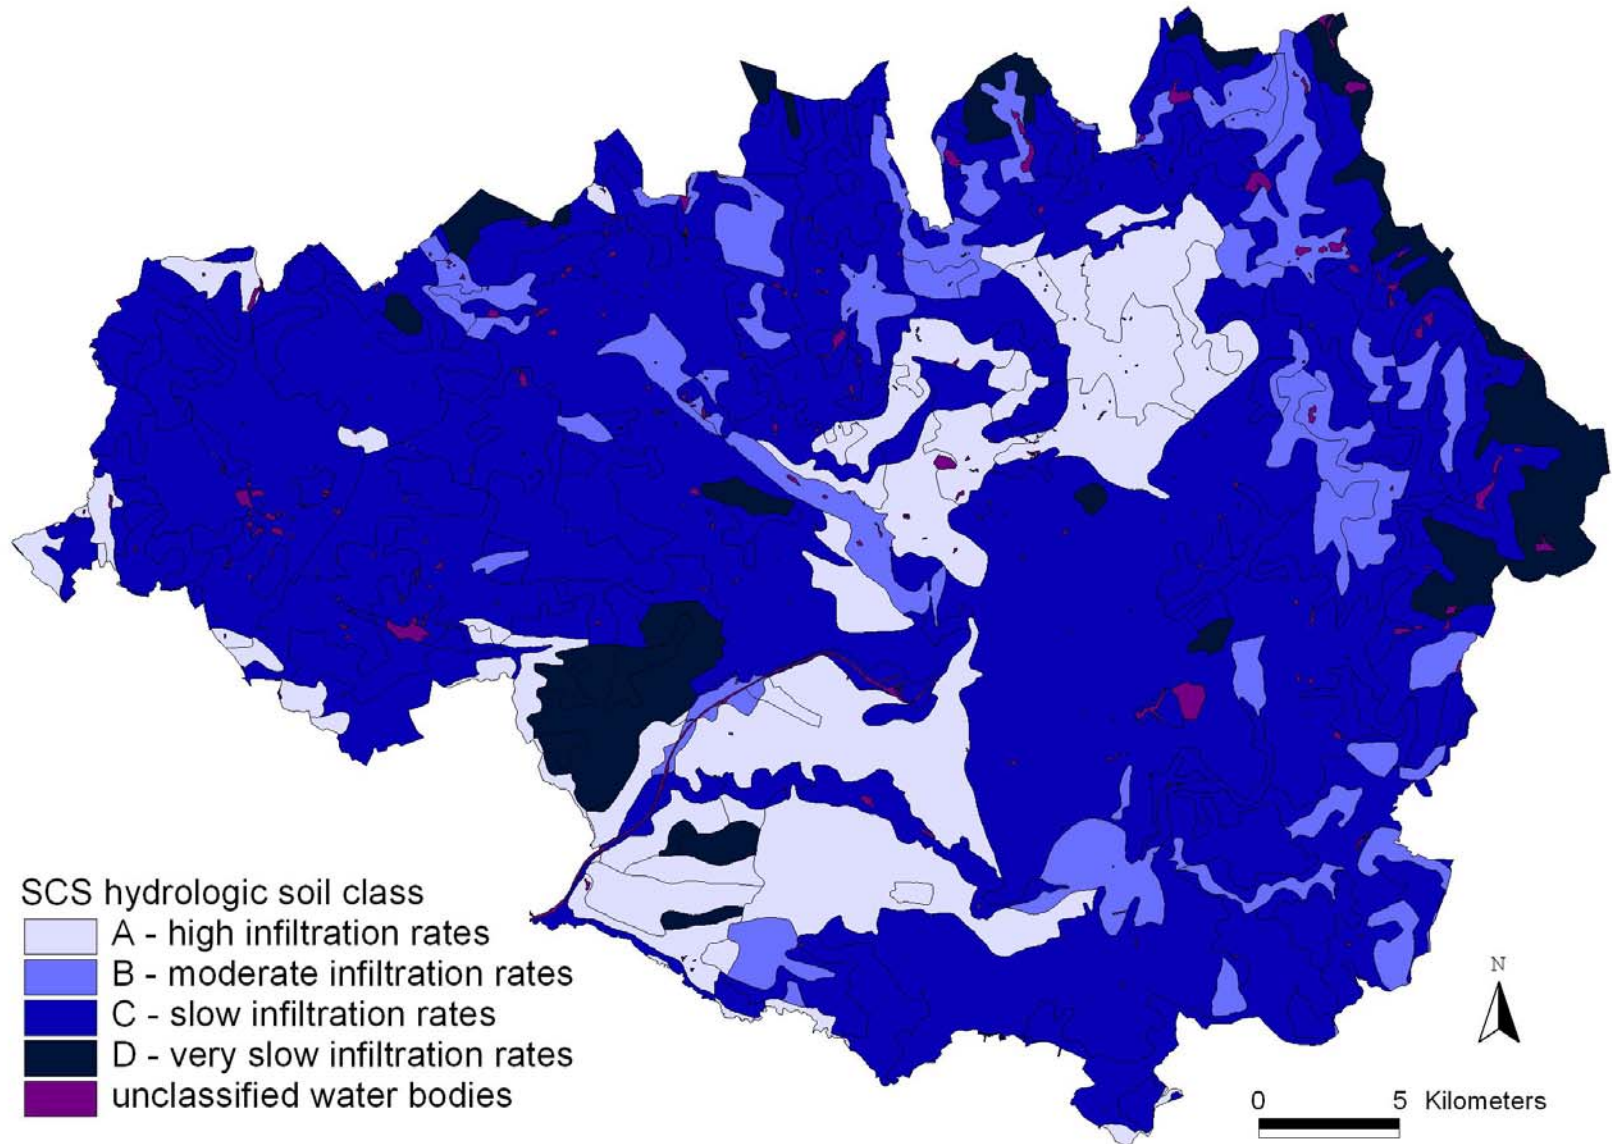 SCS hydrologic soil class
A - high infiltration rates
B - moderate infiltration rates
C - slow infiltration rates
D - very slow infiltration rates
unclassified water bodies
N
0 5 Kilometers